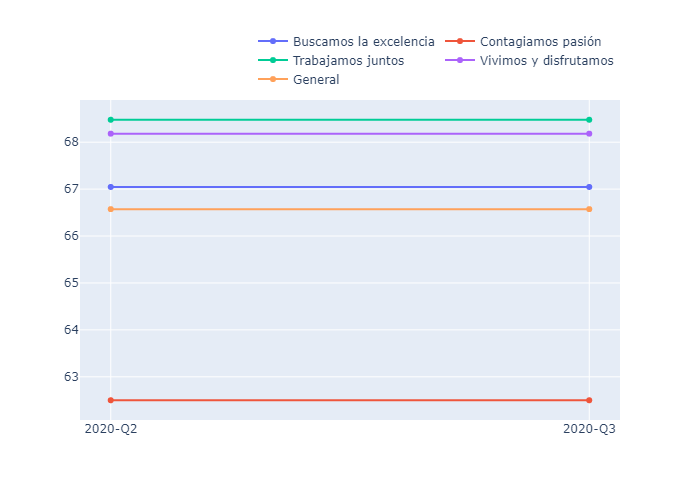 Buscamos la excelencia Contagiamos pasión
Trabajamos juntos Vivimos y disfrutamos
General
68
67
66
65
64
63
2020-Q2 2020-Q3